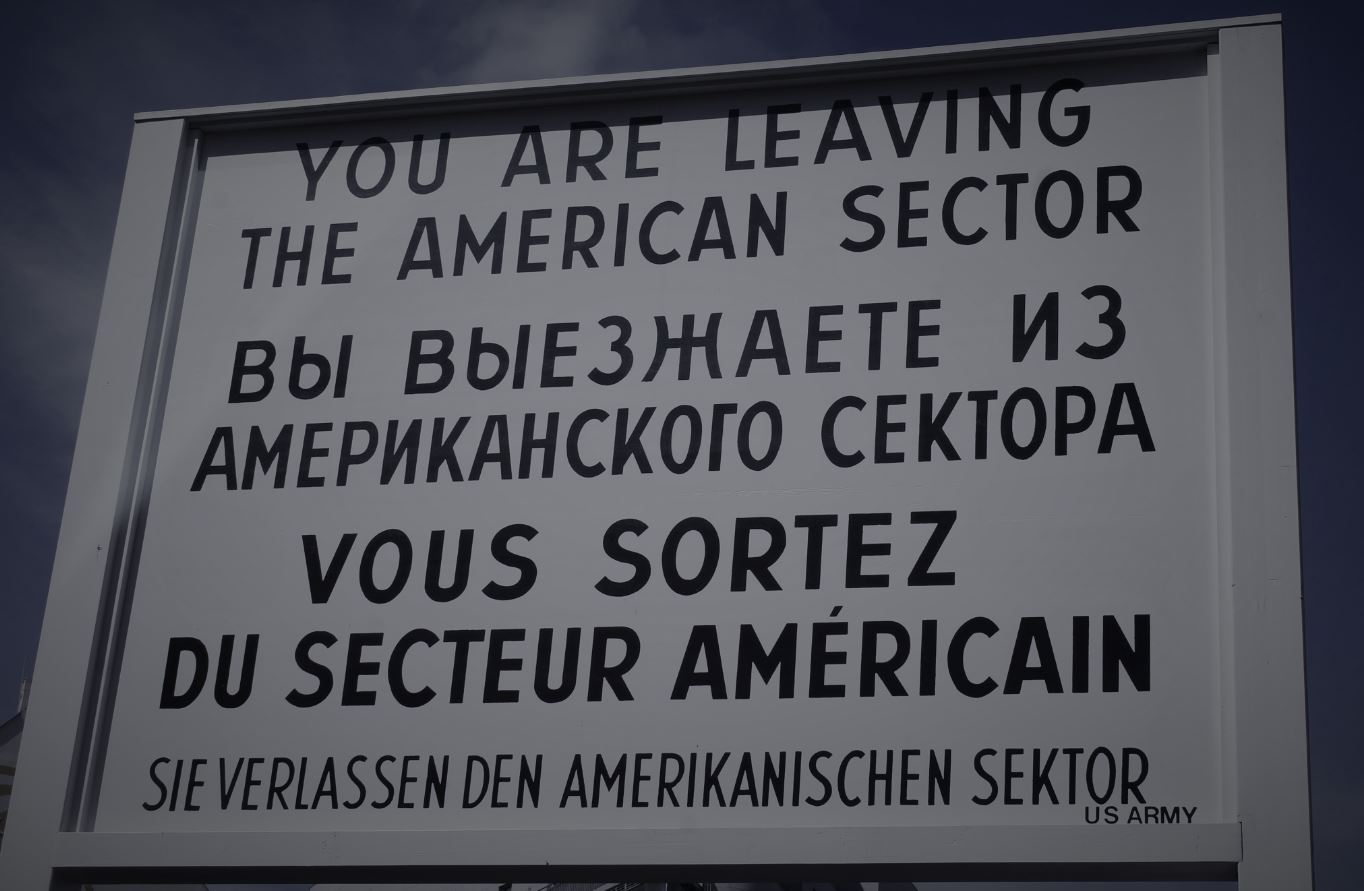 YOU ARE LEAVING
THE AMERICAN SECTOR
ВЫ ВЫЕЗЖАЕТЕ ИЗ
АМЕРИКАНСКОГО СЕКТОРА
VOUS SORTEZ
DU SECTEUR AMÉRICAIN
SIE VERLASSEN DEN AMERIKANISCHEN SEKTOR
US ARMY